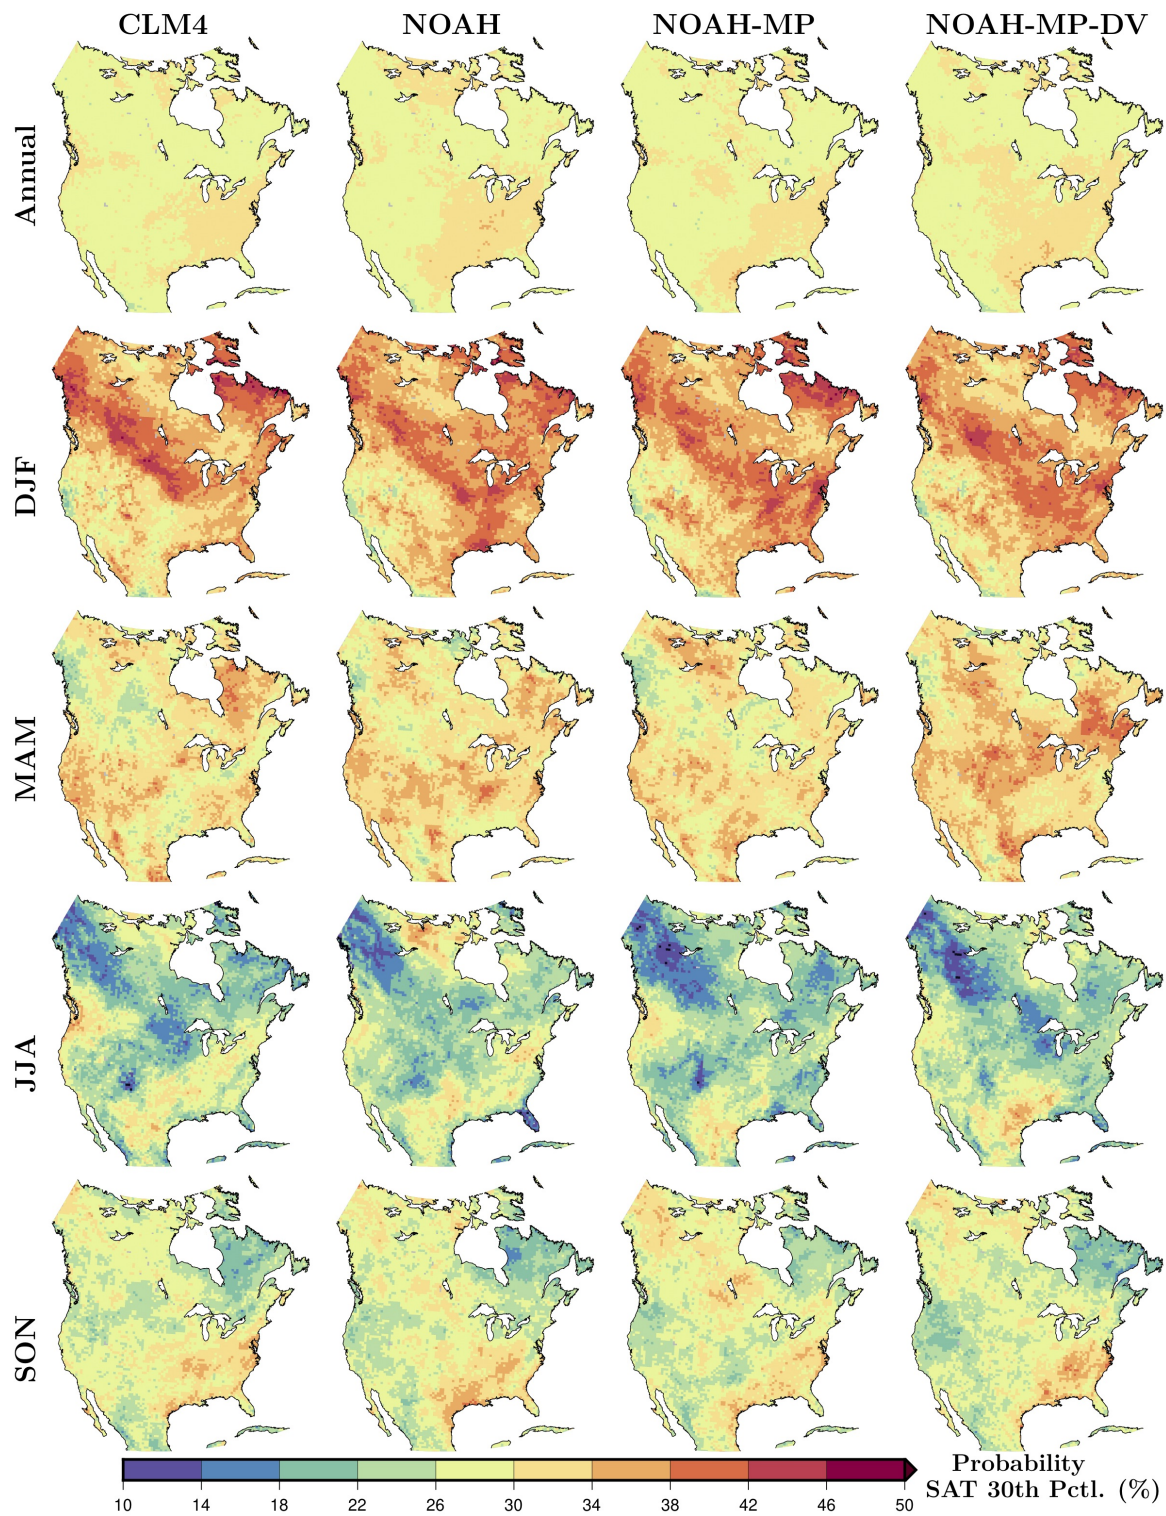 CLM4 NOAH NOAH-MP NOAH-MP-DV
Annual
DJF
MAM
JJA
SON
10 14 18 22 26 30 34 38 42 46 50
Probability
SAT 30th Pctl. (%)